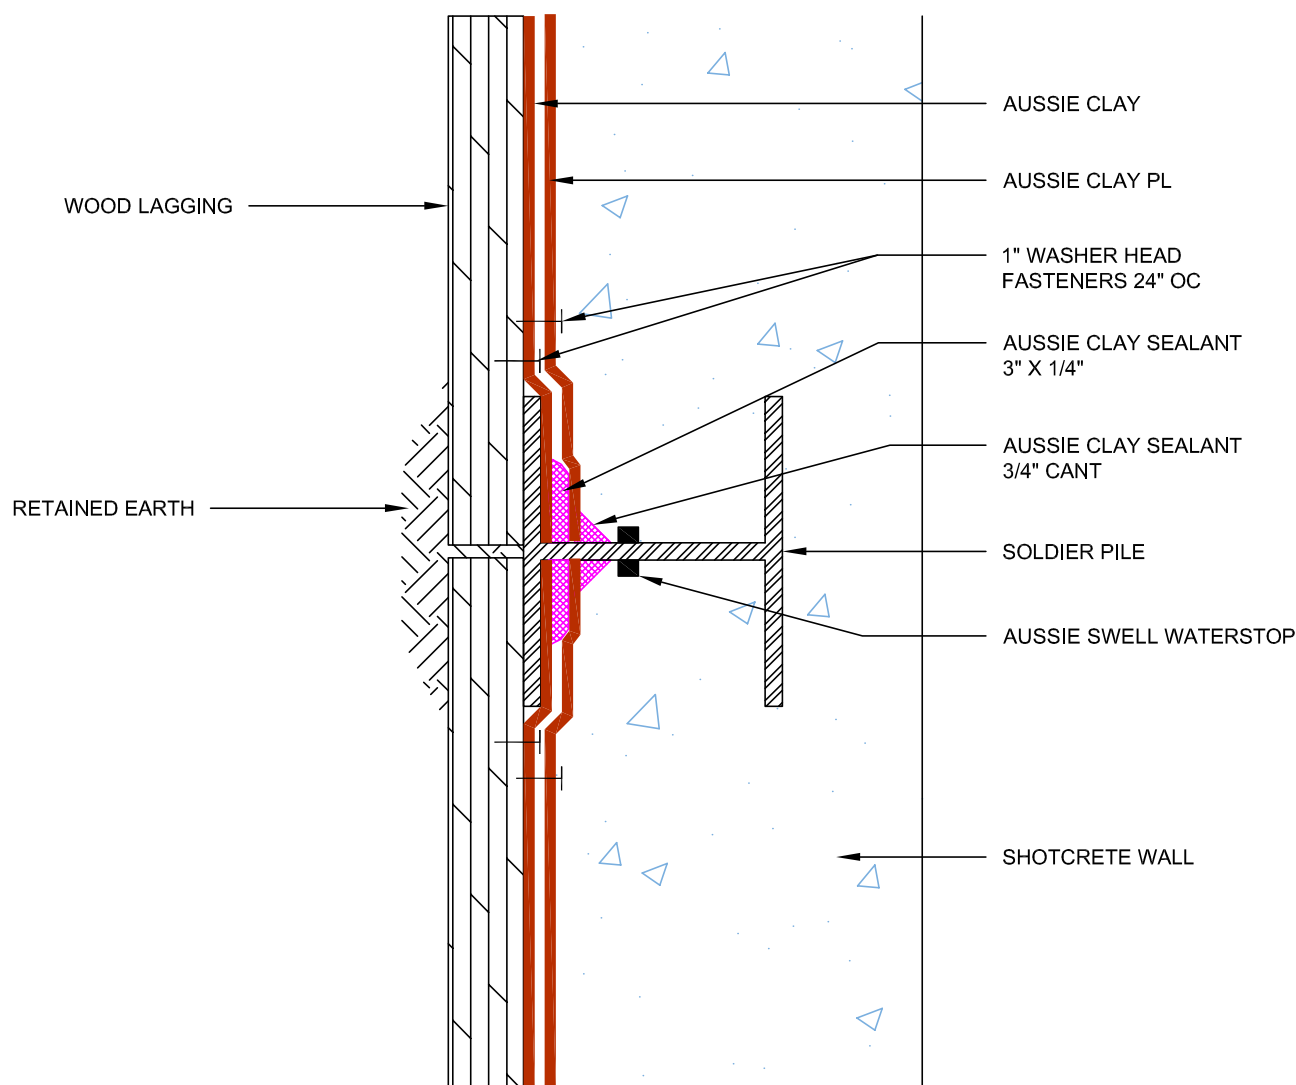 AUSSIE CLAY
AUSSIE CLAY PL
WOOD LAGGING
1" WASHER HEAD
FASTENERS 24" OC
AUSSIE CLAY SEALANT
3" X 1/4"
AUSSIE CLAY SEALANT
3/4" CANT
RETAINED EARTH
SOLDIER PILE
AUSSIE SWELL WATERSTOP
SHOTCRETE WALL